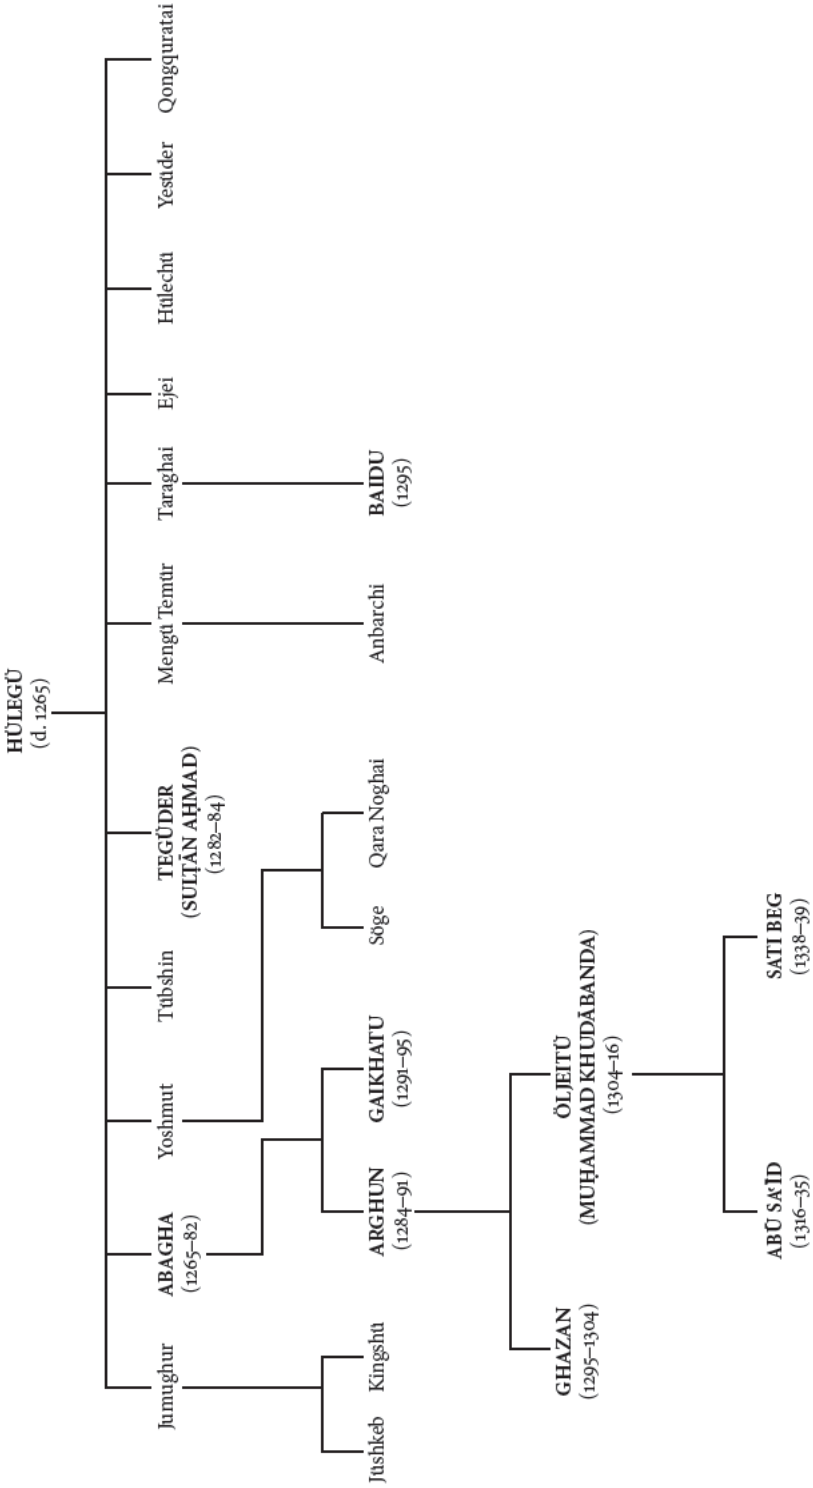 HÜLEGÜ
(d. 1265)
Jumughur
ABAGHA
(1265–82)
Yoshmut
Tübshin
TEGÜDER
(SULṬĀN AḤMAD)
(1282–84)
Mengü Temür
Taraghai
Ejei
Hülechü
Yesüder
Qongquratai
Jüshkeb
Kingshü
ARGHUN
(1284–91)
GAIKHATU
(1291–95)
Söge
Qara Noghai
Anbarchi
BAIDU
(1295)
GHAZAN
(1295–1304)
ÖLJEITÜ
(MUḤAMMAD KHUDĀBANDA)
(1304–16)
ABŪ SAʿĪD
(1316–35)
SATI BEG
(1338–39)